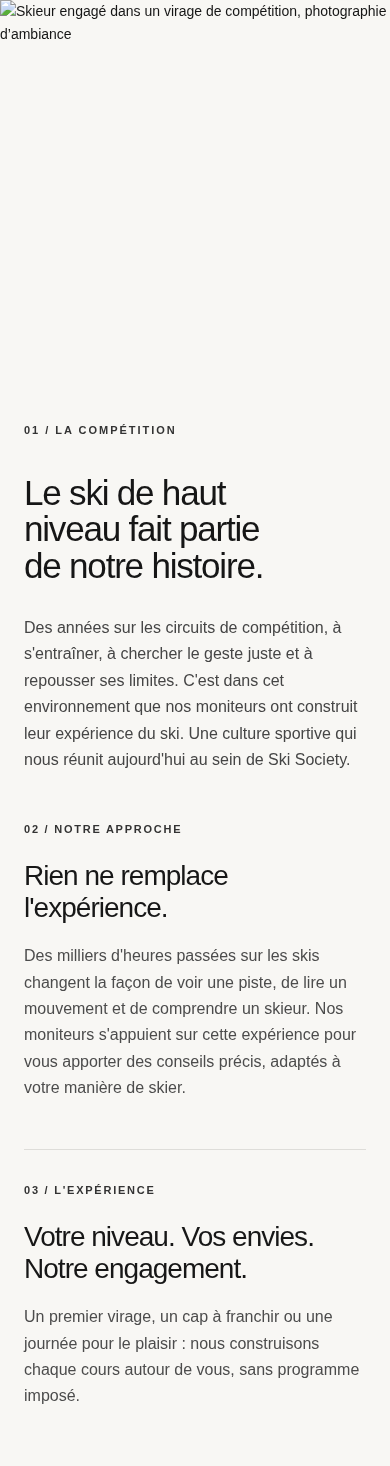 Skieur engagé dans un virage de compétition, photographie
d’ambiance
01 / LA COMPÉTITION
Le ski de haut
niveau fait partie
de notre histoire.
Des années sur les circuits de compétition, à
s'entraîner, à chercher le geste juste et à
repousser ses limites. C'est dans cet
environnement que nos moniteurs ont construit
leur expérience du ski. Une culture sportive qui
nous réunit aujourd'hui au sein de Ski Society.
02 / NOTRE APPROCHE
Rien ne remplace
l'expérience.
Des milliers d'heures passées sur les skis
changent la façon de voir une piste, de lire un
mouvement et de comprendre un skieur. Nos
moniteurs s'appuient sur cette expérience pour
vous apporter des conseils précis, adaptés à
votre manière de skier.
03 / L'EXPÉRIENCE
Votre niveau. Vos envies.
Notre engagement.
Un premier virage, un cap à franchir ou une
journée pour le plaisir : nous construisons
chaque cours autour de vous, sans programme
imposé.